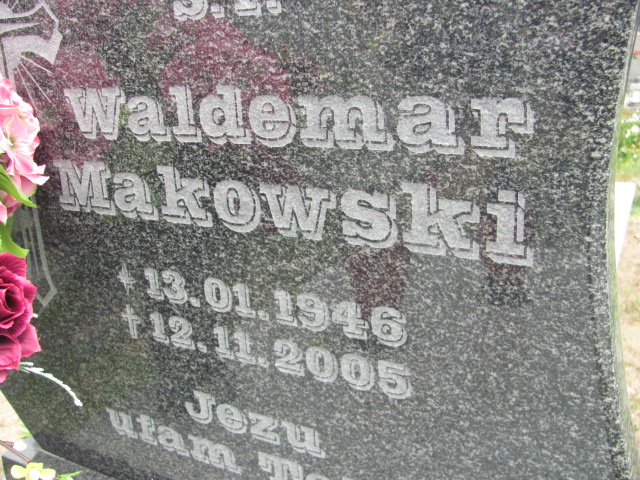 Ś.P.
Waldemar
Makowski
* 13.01.1946
† 12.11.2005
Jezu
ufam